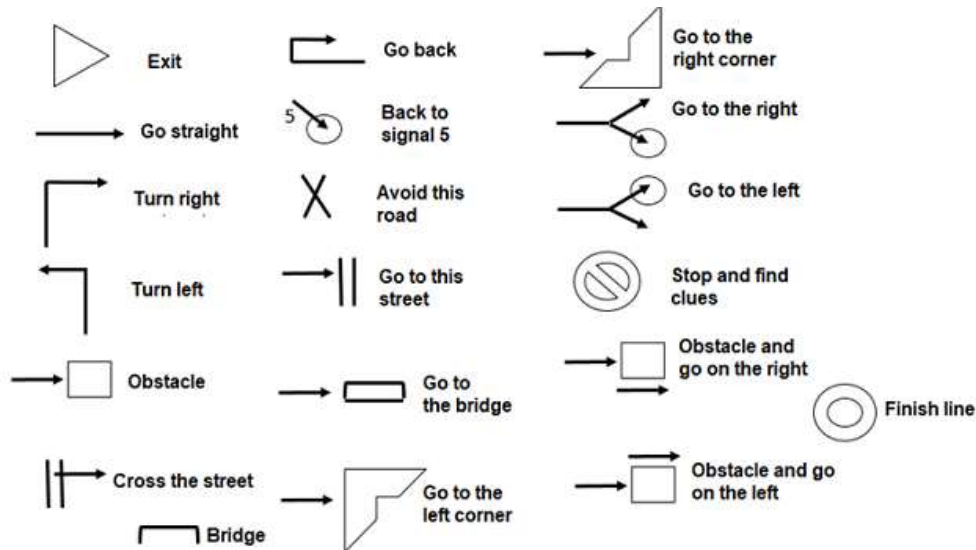 Exit
Go straight
Turn right
Turn left
Obstacle
Cross the street
Bridge
Go back
5
Back to
signal 5
Avoid this
road
Go to this
street
Go to
the bridge
Go to the
left corner
Go to the
right corner
Go to the right
Go to the left
Stop and find
clues
Obstacle and
go on the right
Finish line
Obstacle and go
on the left